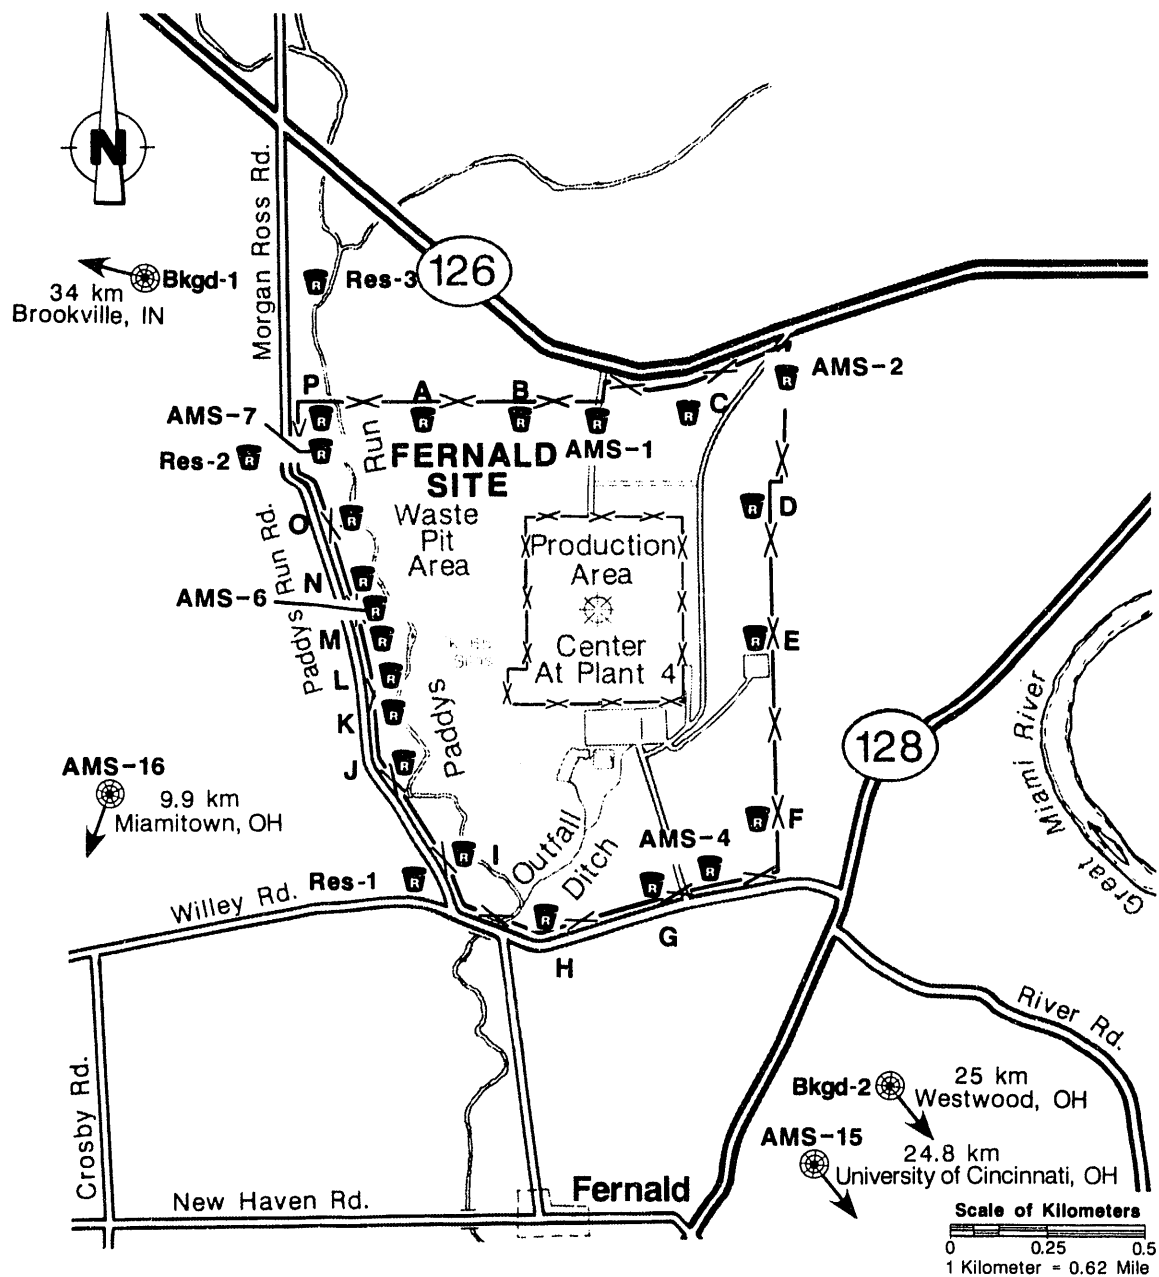 N
Morgan Ross Rd.
Bkgd-1
34 km
Brookville, IN
R
Res-3
126
P
A
B
C
AMS-2
R
AMS-7
R
R
R
R
AMS-1
R
R
R
Res-2
R
Run
FERNALD
SITE
O
R
Waste
Pit
Area
Production
Area
Center
At Plant 4
R
D
Paddys Run Rd.
N
R
AMS-6
R
M
R
R
E
L
R
K
R
Paddys
128
Great Miami River
AMS-16
9.9 km
Miamitown, OH
J
R
R
F
Outfall
Ditch
AMS-4
R
R
I
Res-1
R
R
Willey Rd.
R
G
H
River Rd.
Crosby Rd.
Bkgd-2
25 km
Westwood, OH
AMS-15
24.8 km
University of Cincinnati, OH
New Haven Rd.
Fernald
Scale of Kilometers
0 0.25 0.5
1 Kilometer = 0.62 Mile